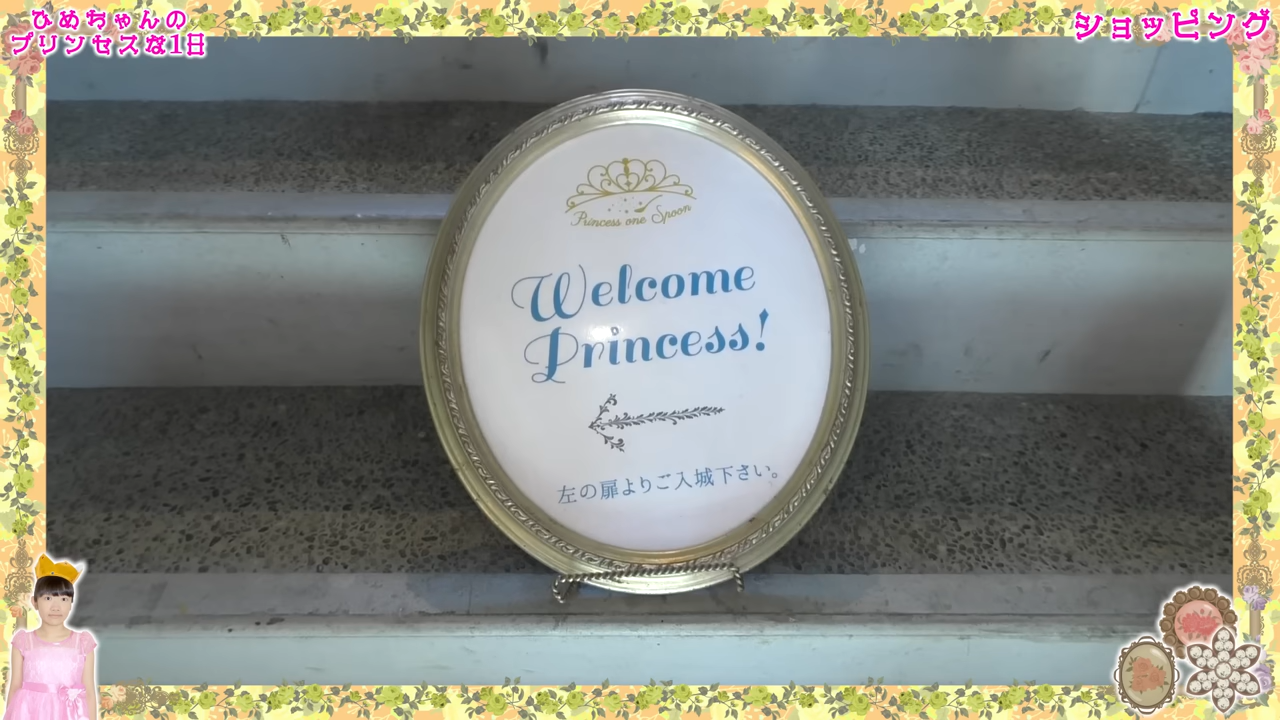 ひめちゃんの
プリンセスな1日
ショッピング
Princess one Spoon
Welcome
Princess!
左の扉よりご入城下さい。